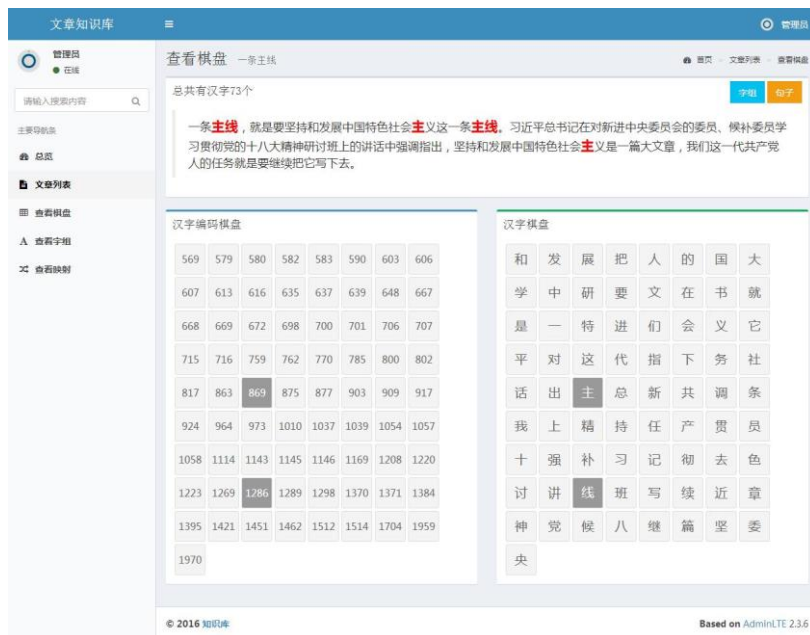 文章知识库
管理员
管理员
在线
请输入搜索内容
主要导航条
总览
文章列表
查看棋盘
查看字组
查看映射
查看棋盘 一条主线
首页 文章列表 查看棋盘
总共有汉字73个
字组 句子
一条主线，就是要坚持和发展中国特色社会主义这一条主线。习近平总书记在对新进中央委员会的委员、候补委员学
习贯彻党的十八大精神研讨班上的讲话中强调指出，坚持和发展中国特色社会主义是一篇大文章，我们这一代共产党
人的任务就是要继续把它写下去。
汉字编码棋盘
569 579 580 582 583 590 603 606
607 613 616 635 637 639 648 667
668 669 672 698 700 701 706 707
715 716 759 762 770 785 800 802
817 863 869 875 877 903 909 917
924 964 973 1010 1037 1039 1054 1057
1058 1114 1143 1145 1146 1169 1208 1220
1223 1269 1286 1289 1298 1370 1371 1384
1395 1421 1451 1462 1512 1514 1704 1959
1970
汉字棋盘
和 发 展 把 人 的 国 大
学 中 研 要 文 在 书 就
是 一 特 进 们 会 义 它
平 对 这 代 指 下 务 社
话 出 主 总 新 共 调 条
我 上 精 持 任 产 贯 员
十 强 补 习 记 彻 去 色
讨 讲 线 班 写 续 近 章
神 党 候 八 继 篇 坚 委
央
© 2016 知识库
Based on AdminLTE 2.3.6